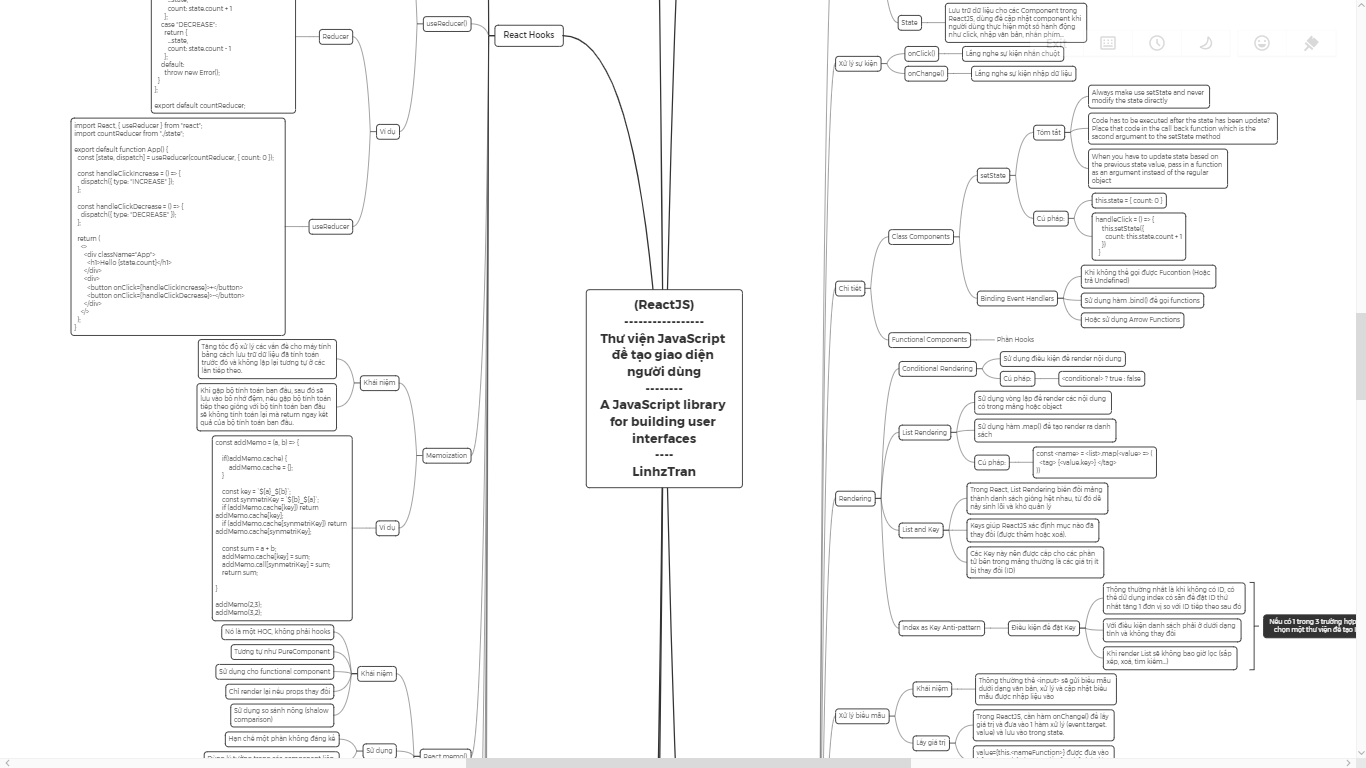 ...state,
count: state.count + 1
};
case "DECREASE":
return {
...state,
count: state.count - 1
};
default:
throw new Error();
}
};
export default countReducer;
Reducer
useReducer()
React Hooks
Ví dụ
import React, { useReducer } from "react";
import countReducer from "./state";
export default function App() {
const [state, dispatch] = useReducer(countReducer, { count: 0 });
const handleClickIncrease = () => {
dispatch({ type: "INCREASE" });
};
const handleClickDecrease = () => {
dispatch({ type: "DECREASE" });
};
return (
<>
<div className="App">
<h1>Hello {state.count}</h1>
</div>
<div>
<button onClick={handleClickIncrease}>+</button>
<button onClick={handleClickDecrease}>-</button>
</div>
</>
);
}
useReducer
Tăng tốc độ xử lý các vấn đề cho máy tính
bằng cách lưu trữ dữ liệu đã tính toán
trước đó và không lặp lại tương tự ở các
lần tiếp theo.
Khi gặp bộ tính toán ban đầu, sau đó sẽ
lưu vào bộ nhớ đệm, nếu gặp bộ tính toán
tiếp theo giống với bộ tính toán ban đầu
sẽ không tính toán lại mà return ngay kết
quả của bộ tính toán ban đầu.
Khái niệm
Memoization
const addMemo = (a, b) => {
if(!addMemo.cache) {
addMemo.cache = {};
}
const key = `${a}_${b}`;
const symetriKey = `${b}_${a}`;
if (addMemo.cache[key]) return
addMemo.cache[key];
if (addMemo.cache[synmetriKey]) return
addMemo.cache[synmetriKey];
const sum = a + b;
addMemo.cache[key] = sum;
addMemo.call[synmetriKey] = sum;
return sum;
}
addMemo(2,3);
addMemo(3,2);
Ví dụ
Nó là một HOC, không phải hooks
Tương tự như PureComponent
Sử dụng cho functional component
Chỉ render lại nếu props thay đổi
Sử dụng so sánh nông (shalow
comparison)
Khái niệm
Hạn chế một phần không đáng kể
Sử dụng
React memo()
(ReactJS)
-----------------
Thư viện JavaScript
để tạo giao diện
người dùng
--------
A JavaScript library
for building user
interfaces
----
LinhzTran
State
Lưu trữ dữ liệu cho các Component trong
ReactJS, dùng để cập nhật component khi
người dùng thực hiện một số hành động
như click, nhập văn bản, nhấn phím...
Xử lý sự kiện
onClick()
Lắng nghe sự kiện nhấn chuột
onChange()
Lắng nghe sự kiện nhập dữ liệu
Exit
Always make use setState and never
modify the state directly
Code has to be executed after the state has been update?
Place that code in the call back function which is the
second argument to the setState method
When you have to update state based on
the previous state value, pass in a function
as an argument instead of the regular
object
Tóm tắt
setState
Cú pháp:
this.state = { count: 0 }
handleClick = () => {
this.setState({
count: this.state.count + 1
})
}
Class Components
Binding Event Handlers
Khi không thể gọi được Fucontion (Hoặc
trả Undefined)
Sử dụng hàm .bind() để gọi functions
Hoặc sử dụng Arrow Functions
Chi tiết
Functional Components
Phần Hooks
Conditional Rendering
Sử dụng điều kiện để render nội dung
Cú pháp:
<conditional> ? true : false
List Rendering
Sử dụng vòng lặp để render các nội dung
có trong mảng hoặc object
Sử dụng hàm .map() để tạo render ra danh
sách
Cú pháp:
const <name> = <list>.map(<value> => (
<tag> {<value.key>} </tag>
))
Rendering
List and Key
Trong React, List Rendering biến đổi mảng
thành danh sách giống hệt nhau, từ đó dễ
nảy sinh lỗi và khó quản lý
Keys giúp ReactJS xác định mục nào đã
thay đổi (được thêm hoặc xoá).
Các Key này nên được cấp cho các phần
tử bên trong mảng thường là các giá trị ít
bị thay đổi (ID)
Index as Key Anti-pattern
Điều kiện để đặt Key
Thông thường nhất là khi không có ID, có
thể dử dụng index có sẵn để đặt ID thứ
nhất tăng 1 đơn vị so với ID tiếp theo sau đó
Với điều kiện danh sách phải ở dưới dạng
tĩnh và không thay đổi
Khi render List sẽ không bao giờ lọc (sắp
xếp, xoá, tìm kiếm...)
Nếu có 1 trong 3 trường hợp
chọn một thư viện để tạo
Xử lý biểu mẫu
Khái niệm
Thông thường thẻ <input> sẽ gửi biểu mẫu
dưới dạng văn bản, xử lý và cập nhật biểu
mẫu được nhập liệu vào
Lấy giá trị
Trong ReactJS, cần hàm onChange() để lấy
giá trị và đưa vào 1 hàm xử lý (event.target.
value) và lưu vào trong state.
value={this.<nameFunction>} được đưa vào